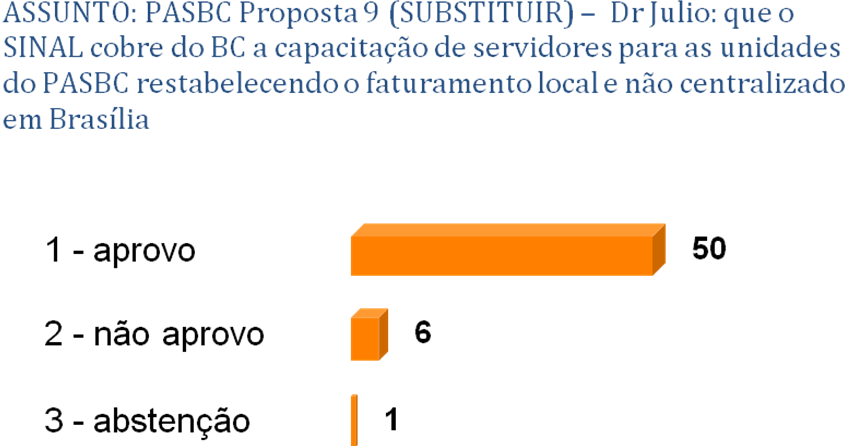 ASSUNTO: PASBC Proposta 9 (SUBSTITUIR) – Dr Julio: que o
SINAL cobre do BC a capacitação de servidores para as unidades
do PASBC restabelecendo o faturamento local e não centralizado
em Brasília
1 - aprovo 50
2 - não aprovo 6
3 - abstenção 1